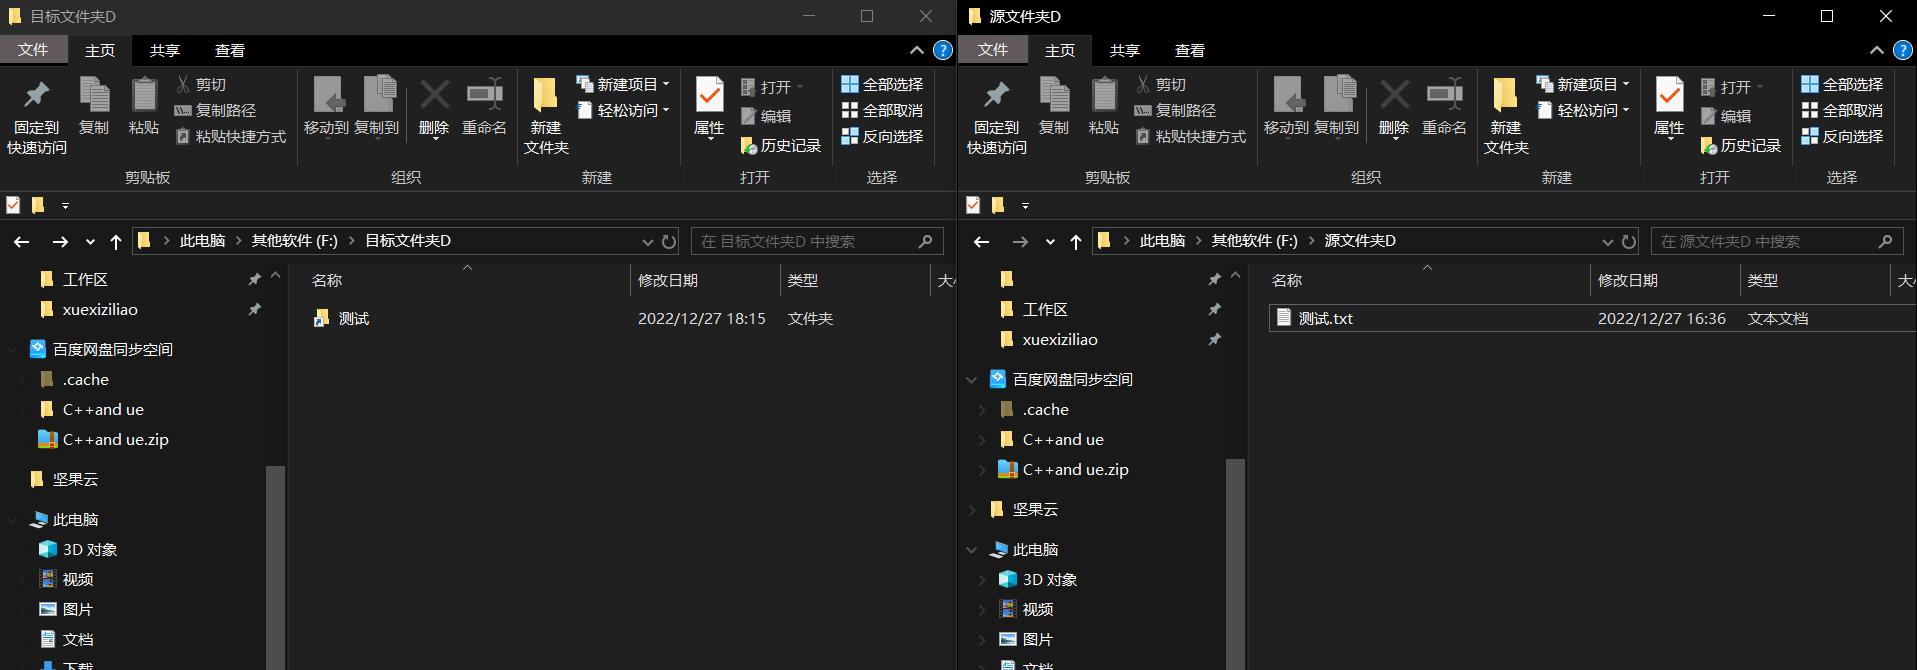 目标文件夹D
文件 主页 共享 查看
固定到
快速访问
复制
粘贴
剪切
复制路径
粘贴快捷方式
剪贴板
移动到 复制到 删除 重命名
组织
新建
文件夹
新建项目
轻松访问
新建
属性
打开
编辑
历史记录
打开
全部选择
全部取消
反向选择
选择
此电脑 其他软件 (F:) 目标文件夹D
在 目标文件夹D 中搜索
工作区
xuexiziliao
百度网盘同步空间
.cache
C++and ue
C++and ue.zip
坚果云
此电脑
3D 对象
视频
图片
文档
下载
名称 修改日期 类型
测试 2022/12/27 18:15 文件夹
源文件夹D
文件 主页 共享 查看
固定到
快速访问
复制
粘贴
剪切
复制路径
粘贴快捷方式
剪贴板
移动到 复制到 删除 重命名
组织
新建
文件夹
新建项目
轻松访问
新建
属性
打开
编辑
历史记录
打开
全部选择
全部取消
反向选择
选择
此电脑 其他软件 (F:) 源文件夹D
在 源文件夹D 中搜索
工作区
xuexiziliao
百度网盘同步空间
.cache
C++and ue
C++and ue.zip
坚果云
此电脑
3D 对象
视频
图片
文档
名称 修改日期 类型
测试.txt 2022/12/27 16:36 文本文档